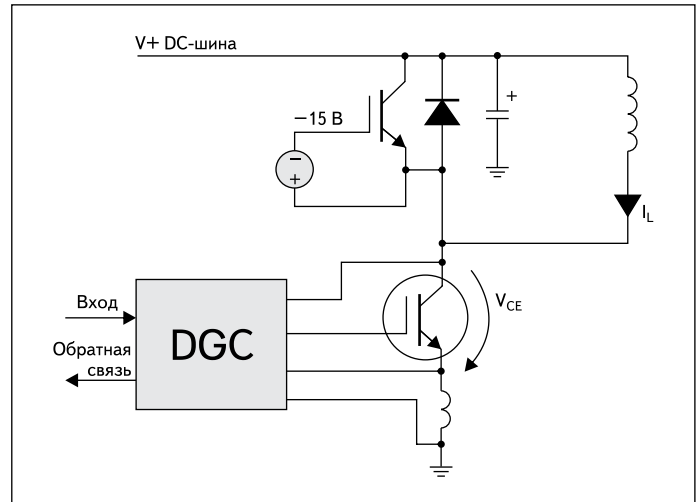 V+ DC-шина
−15 В
−
+
+
I_L
Вход
DGC
V_CE
Обратная
связь